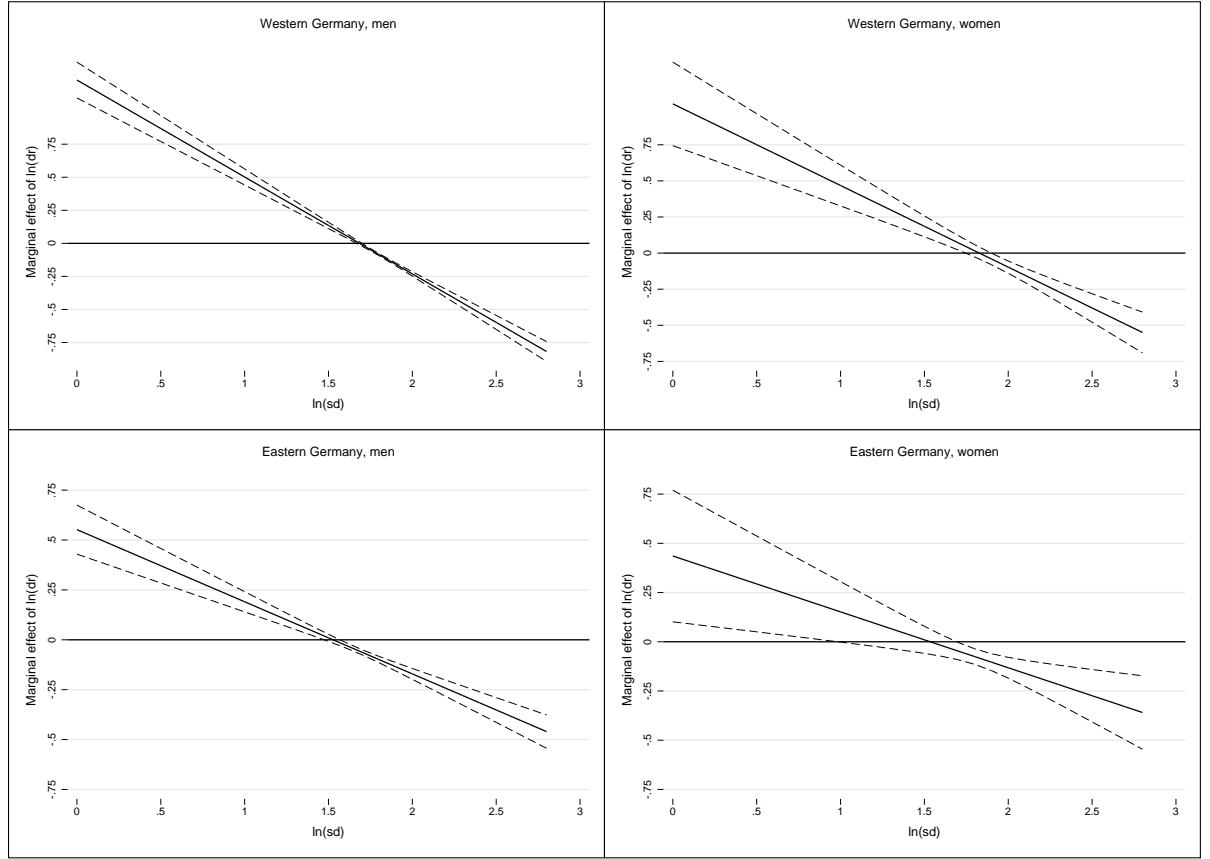 Western Germany, men
Marginal effect of ln(dr)
.75
.5
.25
0
-.25
-.5
-.75
0 .5 1 1.5 2 2.5 3
ln(sd)
Western Germany, women
Marginal effect of ln(dr)
.75
.5
.25
0
-.25
-.5
-.75
0 .5 1 1.5 2 2.5 3
ln(sd)
Eastern Germany, men
Marginal effect of ln(dr)
.75
.5
.25
0
-.25
-.5
-.75
0 .5 1 1.5 2 2.5 3
ln(sd)
Eastern Germany, women
Marginal effect of ln(dr)
.75
.5
.25
0
-.25
-.5
-.75
0 .5 1 1.5 2 2.5 3
ln(sd)